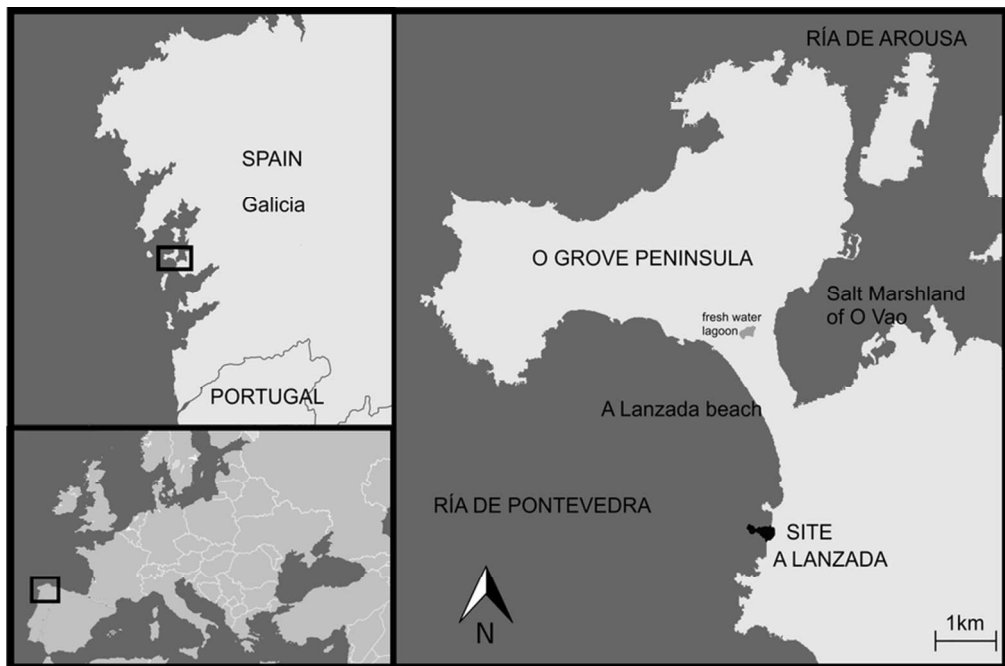 SPAIN
Galicia
PORTUGAL
RÍA DE AROUSA
O GROVE PENINSULA
Salt Marshland
of O Vao
fresh water
lagoon
A Lanzada beach
RÍA DE PONTEVEDRA
SITE
A LANZADA
N
1km